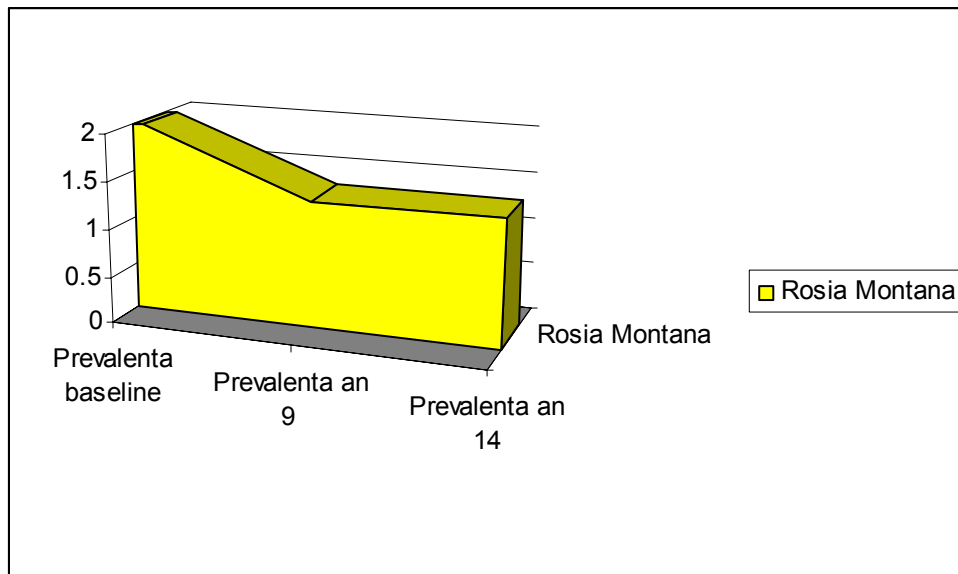 2
1.5
1
0.5
0
Prevalenta
baseline
Prevalenta an
9
Prevalenta an
14
Rosia Montana
Rosia Montana